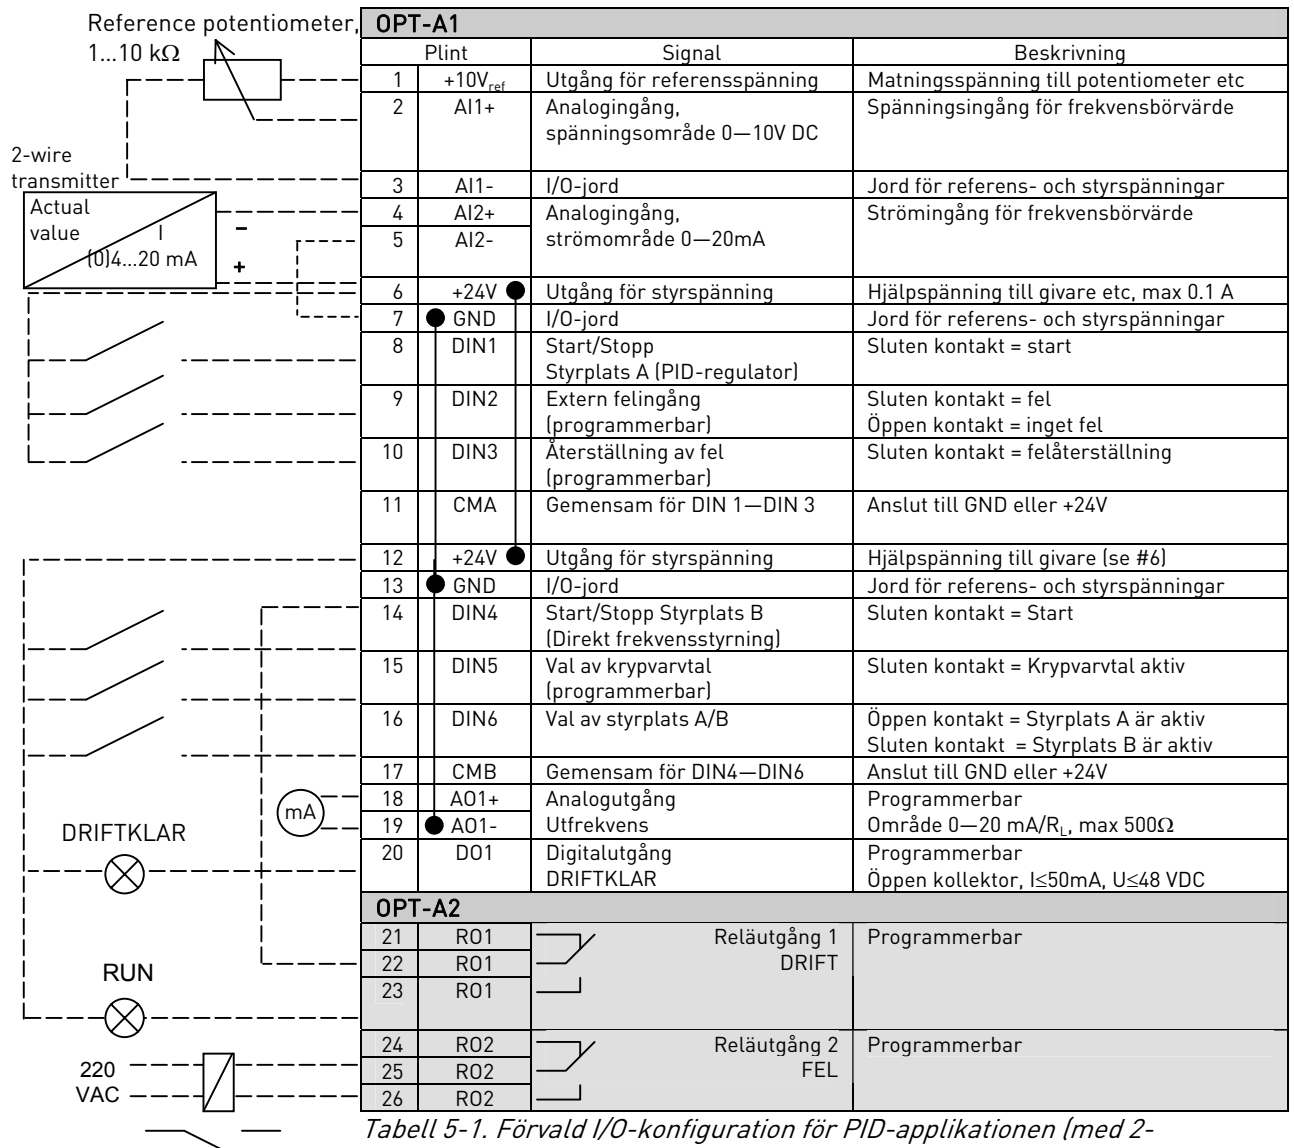 Reference potentiometer,
1...10 kΩ
2-wire
transmitter
Actual
value
I
(0)4...20 mA
-
+
DRIFTKLAR
mA
RUN
220
VAC
OPT-A1
Plint Signal Beskrivning
1 +10Vref Utgång för referensspänning Matningsspänning till potentiometer etc
2 AI1+ Analogingång, Spänningsingång för frekvensbörvärde
spänningsområde 0—10V DC
3 AI1- I/O-jord Jord för referens- och styrspänningar
4 AI2+ Analogingång, Strömingång för frekvensbörvärde
5 AI2- strömområde 0—20mA
6 +24V Utgång för styrspänning Hjälpspänning till givare etc, max 0.1 A
7 GND I/O-jord Jord för referens- och styrspänningar
8 DIN1 Start/Stopp Sluten kontakt = start
Styrplats A (PID-regulator)
9 DIN2 Extern felingång Sluten kontakt = fel
(programmerbar) Öppen kontakt = inget fel
10 DIN3 Återställning av fel Sluten kontakt = felåterställning
(programmerbar)
11 CMA Gemensam för DIN 1—DIN 3 Anslut till GND eller +24V
12 +24V Utgång för styrspänning Hjälpspänning till givare (se #6)
13 GND I/O-jord Jord för referens- och styrspänningar
14 DIN4 Start/Stopp Styrplats B Sluten kontakt = Start
(Direkt frekvensstyrning)
15 DIN5 Val av krypvarvtal Sluten kontakt = Krypvarvtal aktiv
(programmerbar)
16 DIN6 Val av styrplats A/B Öppen kontakt = Styrplats A är aktiv
Sluten kontakt = Styrplats B är aktiv
17 CMB Gemensam för DIN4—DIN6 Anslut till GND eller +24V
18 AO1+ Analogutgång Programmerbar
19 AO1- Utfrekvens Område 0—20 mA/RL, max 500Ω
20 DO1 Digitalutgång Programmerbar
DRIFTKLAR Öppen kollektor, I≤50mA, U≤48 VDC
OPT-A2
21 RO1 Reläutgång 1 Programmerbar
22 RO1 DRIFT
23 RO1
24 RO2 Reläutgång 2 Programmerbar
25 RO2 FEL
26 RO2
Tabell 5-1. Förvald I/O-konfiguration för PID-applikationen (med 2-